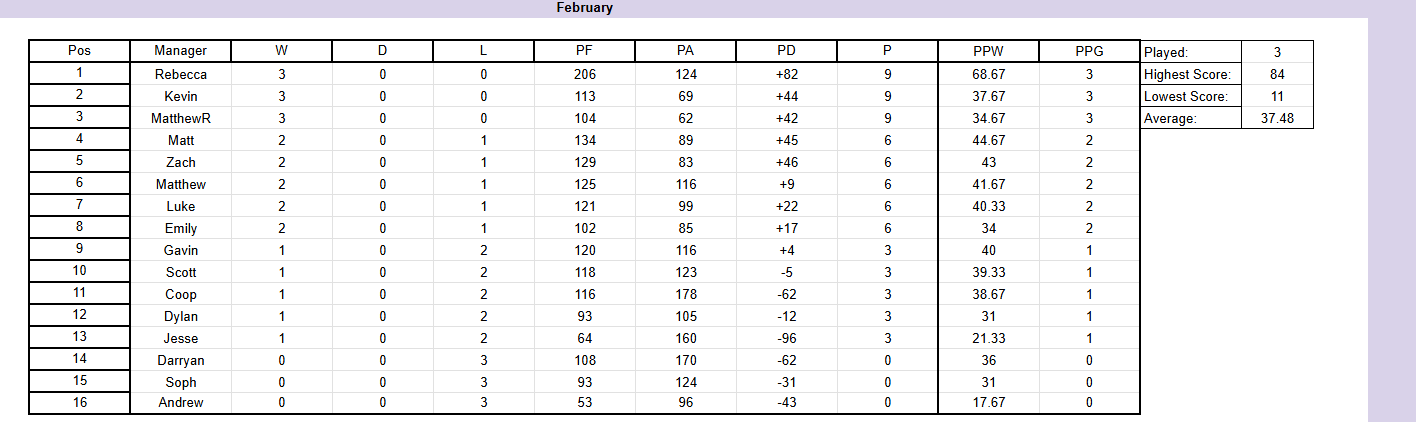 February
Pos Manager W D L PF PA PD P PPW PPG Played: 3
1 Rebecca 3 0 0 206 124 +82 9 68.67 3 Highest Score: 84
2 Kevin 3 0 0 113 69 +44 9 37.67 3 Lowest Score: 11
3 MatthewR 3 0 0 104 62 +42 9 34.67 3 Average: 37.48
4 Matt 2 0 1 134 89 +45 6 44.67 2
5 Zach 2 0 1 129 83 +46 6 43 2
6 Matthew 2 0 1 125 116 +9 6 41.67 2
7 Luke 2 0 1 121 99 +22 6 40.33 2
8 Emily 2 0 1 102 85 +17 6 34 2
9 Gavin 1 0 2 120 116 +4 3 40 1
10 Scott 1 0 2 118 123 -5 3 39.33 1
11 Coop 1 0 2 116 178 -62 3 38.67 1
12 Dylan 1 0 2 93 105 -12 3 31 1
13 Jesse 1 0 2 64 160 -96 3 21.33 1
14 Darryan 0 0 3 108 170 -62 0 36 0
15 Soph 0 0 3 93 124 -31 0 31 0
16 Andrew 0 0 3 53 96 -43 0 17.67 0